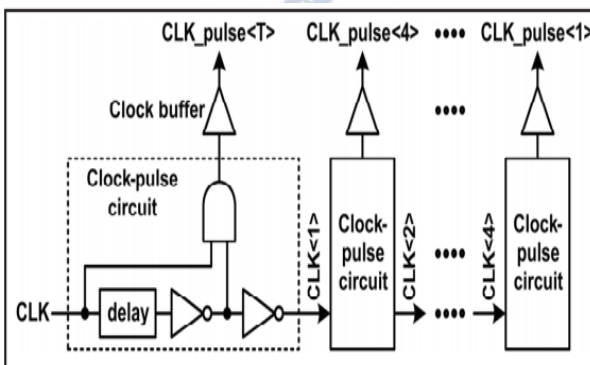 CLK_pulse<T> CLK_pulse<4> CLK_pulse<1>
Clock buffer
Clock-pulse
circuit
CLK
delay
CLK<1>
Clock-
pulse
circuit
CLK<2>
CLK<4>
Clock-
pulse
circuit